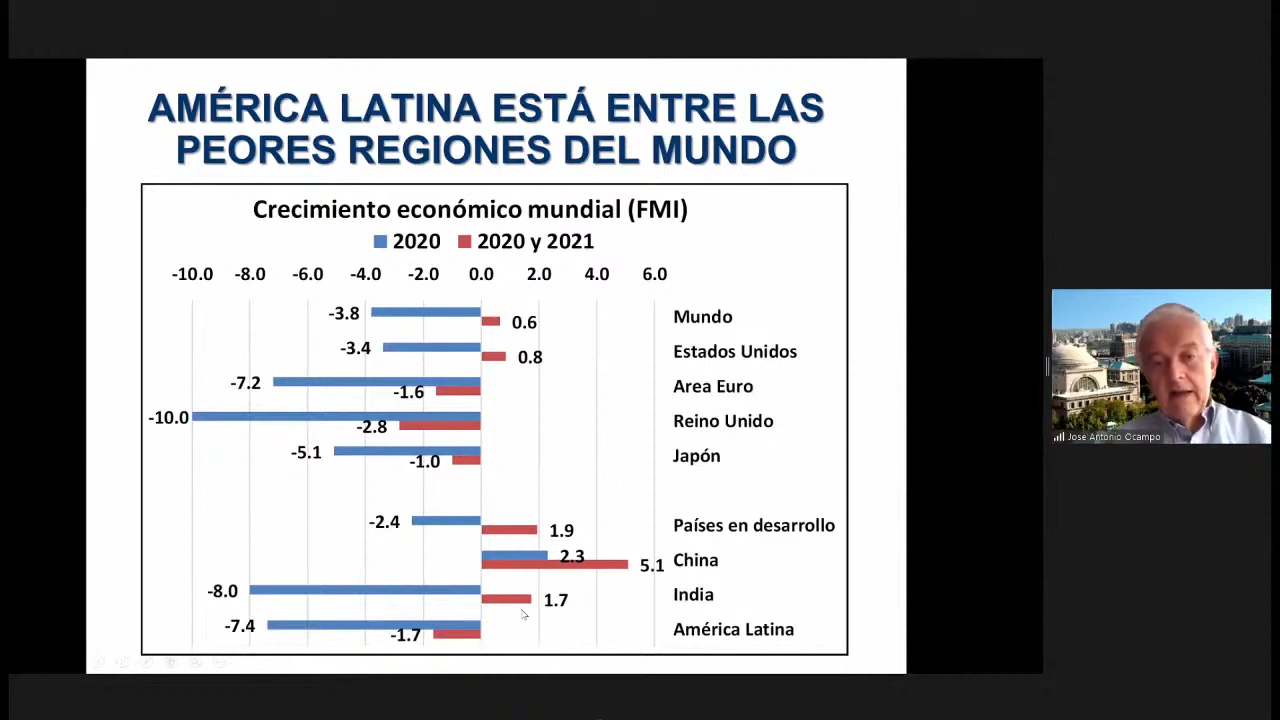 AMÉRICA LATINA ESTÁ ENTRE LAS
PEORES REGIONES DEL MUNDO
Crecimiento económico mundial (FMI)
2020 2020 y 2021
-10.0 -8.0 -6.0 -4.0 -2.0 0.0 2.0 4.0 6.0
-3.8 0.6 Mundo
-3.4 0.8 Estados Unidos
-7.2 -1.6 Area Euro
-10.0 -2.8 Reino Unido
-5.1 -1.0 Japón
-2.4 1.9 Países en desarrollo
2.3 5.1 China
-8.0 1.7 India
-7.4 -1.7 América Latina
Jose Antonio Ocampo